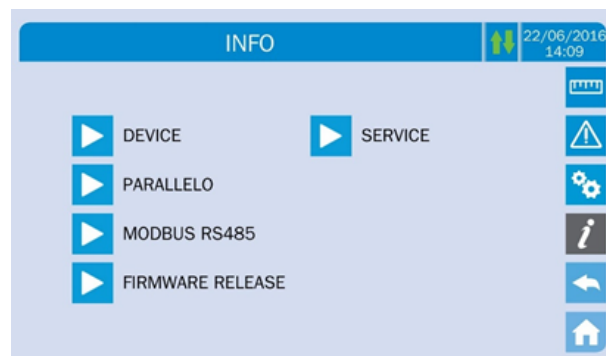 INFO
22/06/2016
14:09
DEVICE
SERVICE
PARALLELO
MODBUS RS485
FIRMWARE RELEASE
i